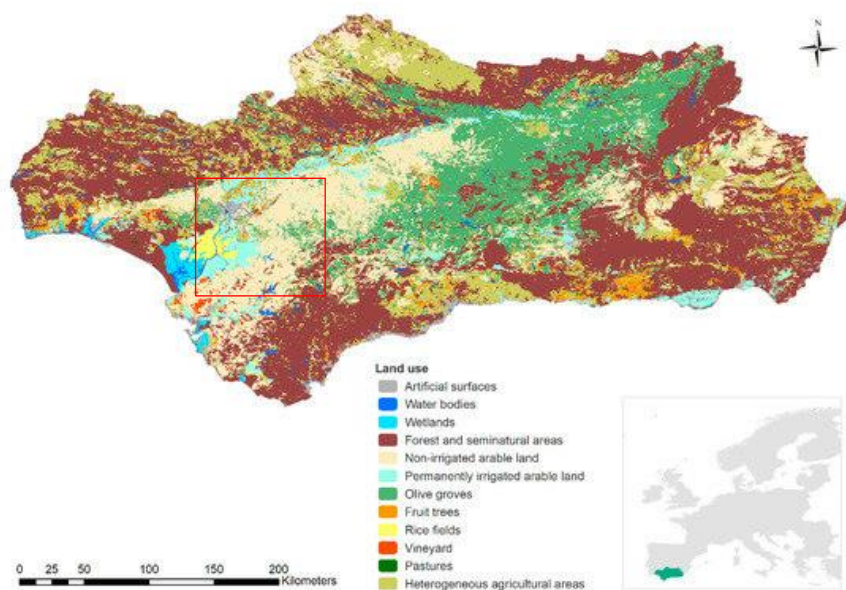 N
Land use
Artificial surfaces
Water bodies
Wetlands
Forest and seminatural areas
Non-irrigated arable land
Permanently irrigated arable land
Olive groves
Fruit trees
Rice fields
Vineyard
Pastures
Heterogeneous agricultural areas
0 50 100 150 200
Kilometers